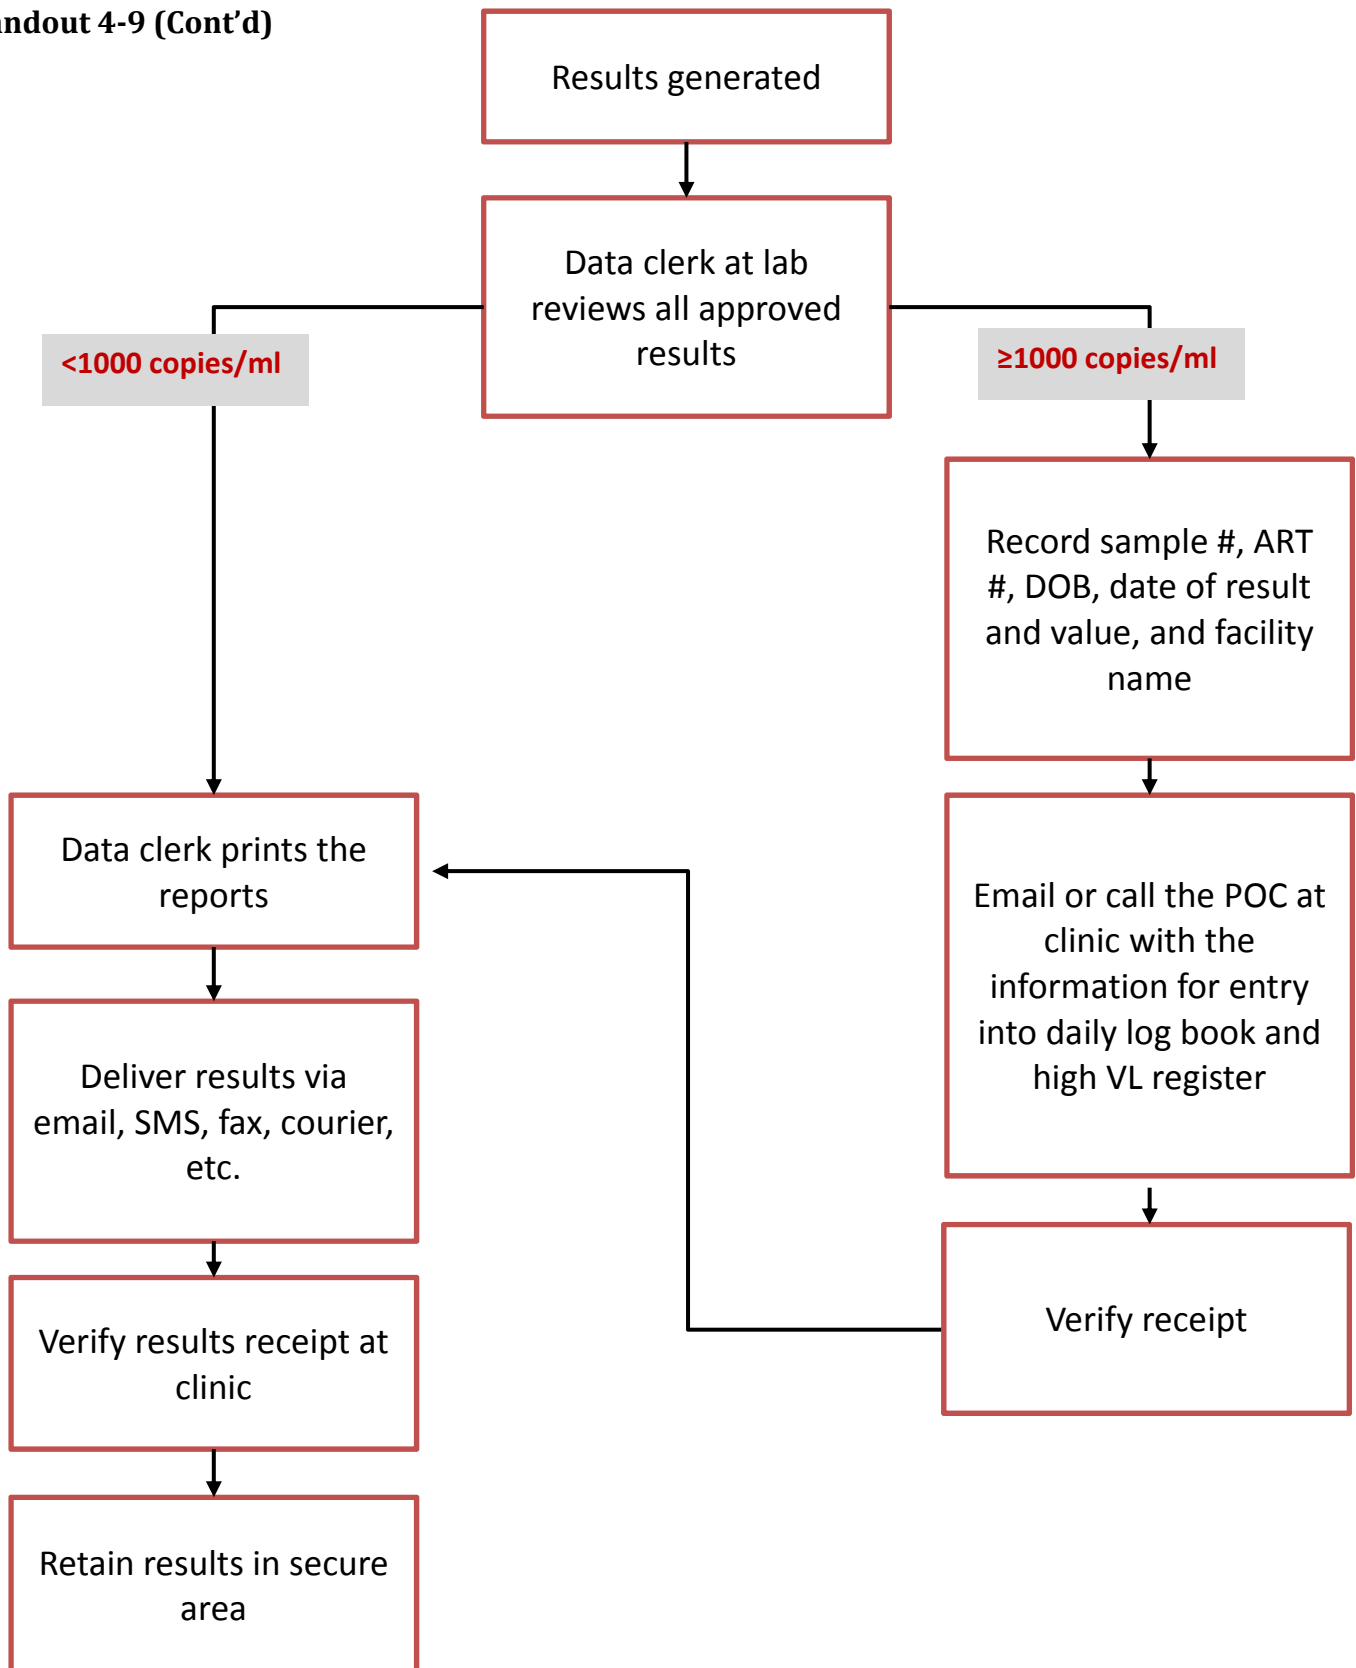 ndout 4-9 (Cont’d)
Results generated
Data clerk at lab
reviews all approved
results
<1000 copies/ml
≥1000 copies/ml
Record sample #, ART
#, DOB, date of result
and value, and facility
name
Email or call the POC at
clinic with the
information for entry
into daily log book and
high VL register
Verify receipt
Data clerk prints the
reports
Deliver results via
email, SMS, fax, courier,
etc.
Verify results receipt at
clinic
Retain results in secure
area